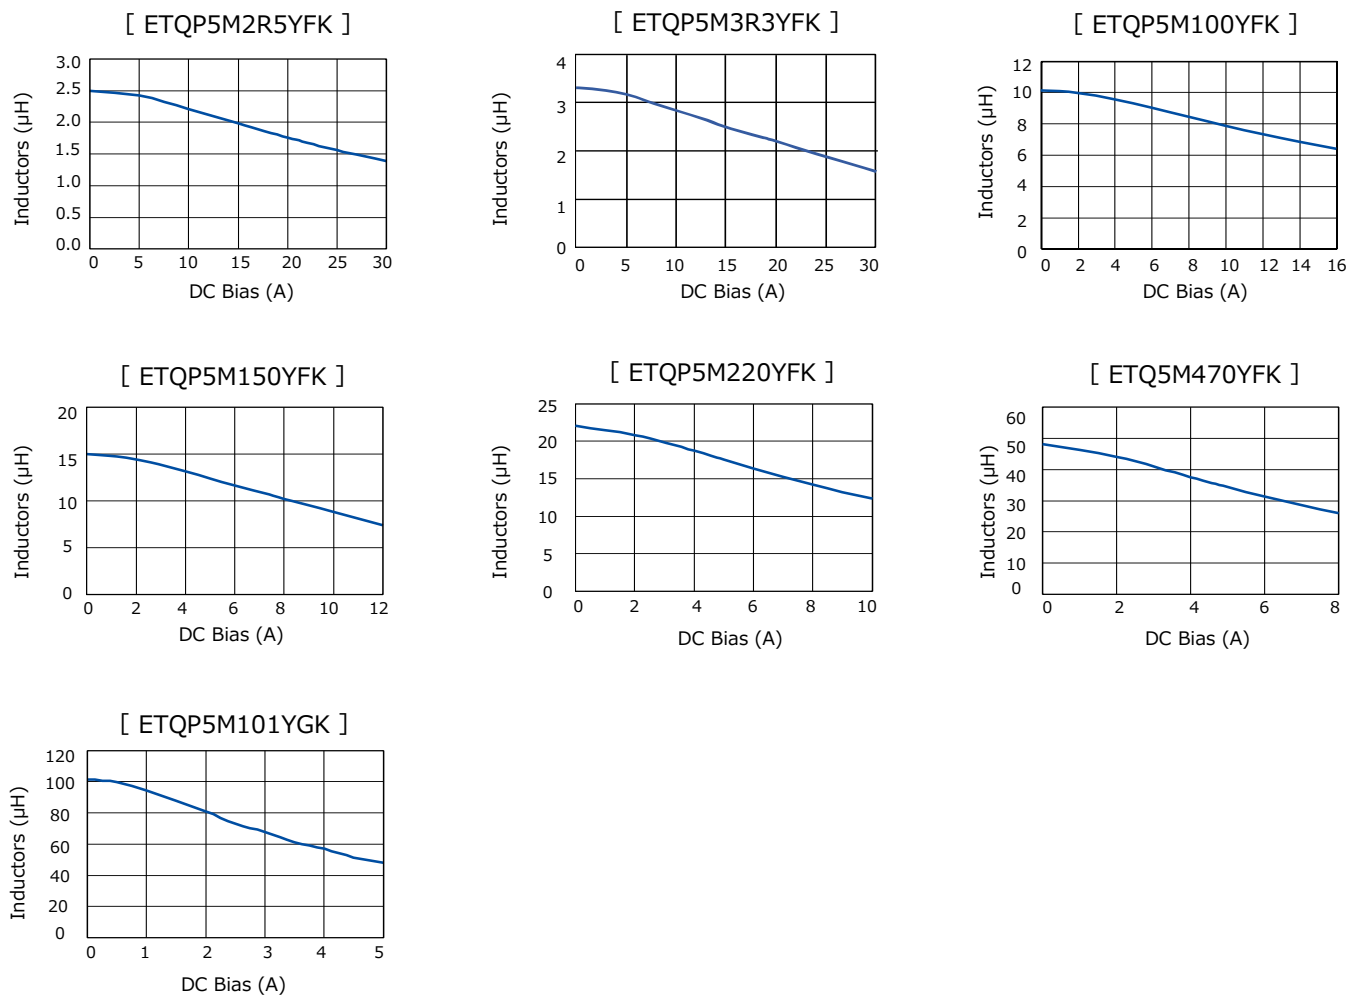 [ ETQP5M2R5YFK ]
Inductors (μH)
3.0
2.5
2.0
1.5
1.0
0.5
0.0
0 5 10 15 20 25 30
DC Bias (A)
[ ETQP5M3R3YFK ]
Inductors (μH)
4
3
2
1
0
0 5 10 15 20 25 30
DC Bias (A)
[ ETQP5M100YFK ]
Inductors (μH)
12
10
8
6
4
2
0
0 2 4 6 8 10 12 14 16
DC Bias (A)
[ ETQP5M150YFK ]
Inductors (μH)
20
15
10
5
0
0 2 4 6 8 10 12
DC Bias (A)
[ ETQP5M220YFK ]
Inductors (μH)
25
20
15
10
5
0
0 2 4 6 8 10
DC Bias (A)
[ ETQ5M470YFK ]
Inductors (μH)
60
50
40
30
20
10
0
0 2 4 6 8
DC Bias (A)
[ ETQP5M101YGK ]
Inductors (μH)
120
100
80
60
40
20
0
0 1 2 3 4 5
DC Bias (A)